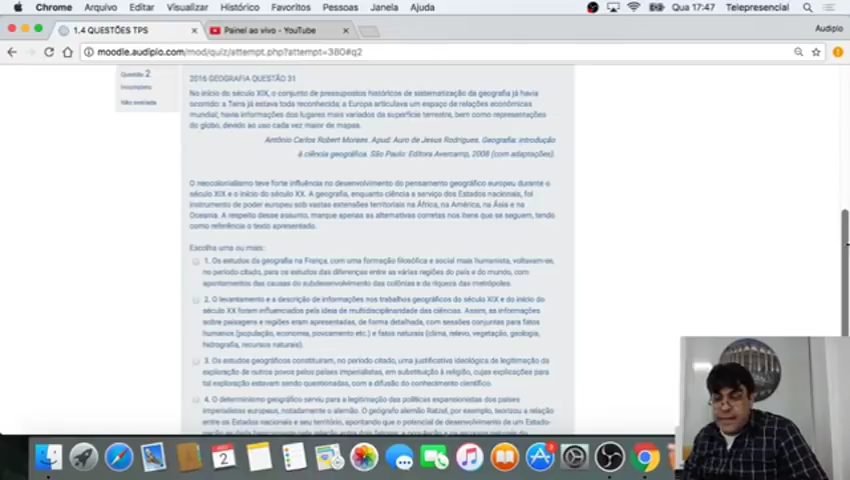 Chrome Arquivo Editar Visualizar Histórico Favoritos Pessoas Janela Ajuda Qua 17:47 Telepresencial
1.4 QUESTÕES TPS Painel ao vivo - YouTube Audipio
moodle.audipio.com/mod/quiz/attempt.php?attempt=380#q2
Questão 2
Incompleto
Não avaliada
2016 GEOGRAFIA QUESTÃO 31
No início do século XIX, o conjunto de pressupostos históricos de sistematização da geografia já havia
ocorrido: a Terra já estava toda reconhecida; a Europa articulava um espaço de relações econômicas
mundial; havia informações dos lugares mais variados da superfície terrestre, bem como representações
do globo, devido ao uso cada vez maior de mapas.
Antônio Carlos Robert Moraes. Apud: Auro de Jesus Rodrigues. Geografia: introdução
à ciência geográfica. São Paulo: Editora Avercamp, 2008 (com adaptações).
O neocolonialismo teve forte influência no desenvolvimento do pensamento geográfico europeu durante o
século XIX e o início do século XX. A geografia, enquanto ciência a serviço dos Estados nacionais, foi
instrumento de poder europeu sob vastas extensões territoriais na África, na América, na Ásia e na
Oceania. A respeito desse assunto, marque apenas as alternativas corretas nos itens que se seguem, tendo
como referência o texto apresentado.
Escolha uma ou mais:
1. Os estudos da geografia na França, com uma formação filosófica e social mais humanista, voltavam-se,
no período citado, para os estudos das diferenças entre as várias regiões do país e do mundo, com
apontamentos das causas do subdesenvolvimento das colônias e da riqueza das metrópoles.
2. O levantamento e a descrição de informações nos trabalhos geográficos do século XIX e do início do
século XX foram influenciados pela ideia de multidisciplinaridade das ciências. Assim, as informações
sobre paisagens e regiões eram apresentadas, de forma detalhada, com sessões conjuntas para fatos
humanos (população, economia, povoamento etc.) e fatos naturais (clima, relevo, vegetação, geologia,
hidrografia, recursos naturais).
3. Os estudos geográficos constituíram, no período citado, uma justificativa ideológica de legitimação da
exploração de outros povos pelos países imperialistas, em substituição à religião, cujas explicações para
tal exploração estavam sendo questionadas, com a difusão do conhecimento científico.
4. O determinismo geográfico serviu para a legitimação das políticas expansionistas dos países
imperialistas europeus, notadamente o alemão. O geógrafo alemão Ratzel, por exemplo, teorizou a relação
entre os Estados nacionais e seu território, apontando que o potencial de desenvolvimento de um Estado
2